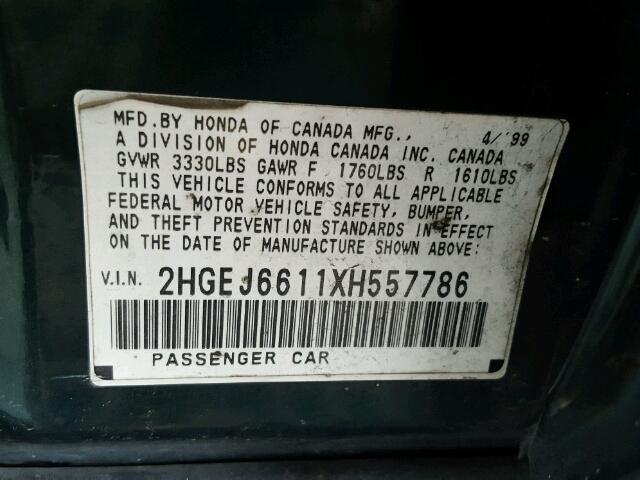 MFD.BY HONDA OF CANADA MFG., 4/'99
A DIVISION OF HONDA CANADA INC. CANADA
GVWR 3330LBS GAWR F 1760LBS R 1610LBS
THIS VEHICLE CONFORMS TO ALL APPLICABLE
FEDERAL MOTOR VEHICLE SAFETY, BUMPER,
AND THEFT PREVENTION STANDARDS IN EFFECT
ON THE DATE OF MANUFACTURE SHOWN ABOVE:
V.I.N. 2HGEJ6611XH557786
PASSENGER CAR